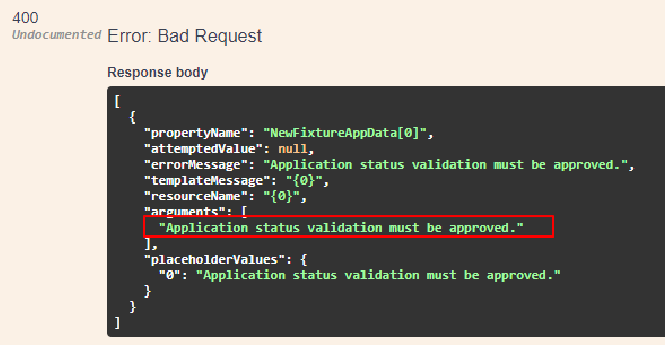 400
Undocumented
Error: Bad Request
Response body
[
  {
    "propertyName": "NewFixtureAppData[0]",
    "attemptedValue": null,
    "errorMessage": "Application status validation must be approved.",
    "templateMessage": "{0}",
    "resourceName": "{0}",
    "arguments": [
      "Application status validation must be approved."
    ],
    "placeholderValues": {
      "0": "Application status validation must be approved."
    }
  }
]